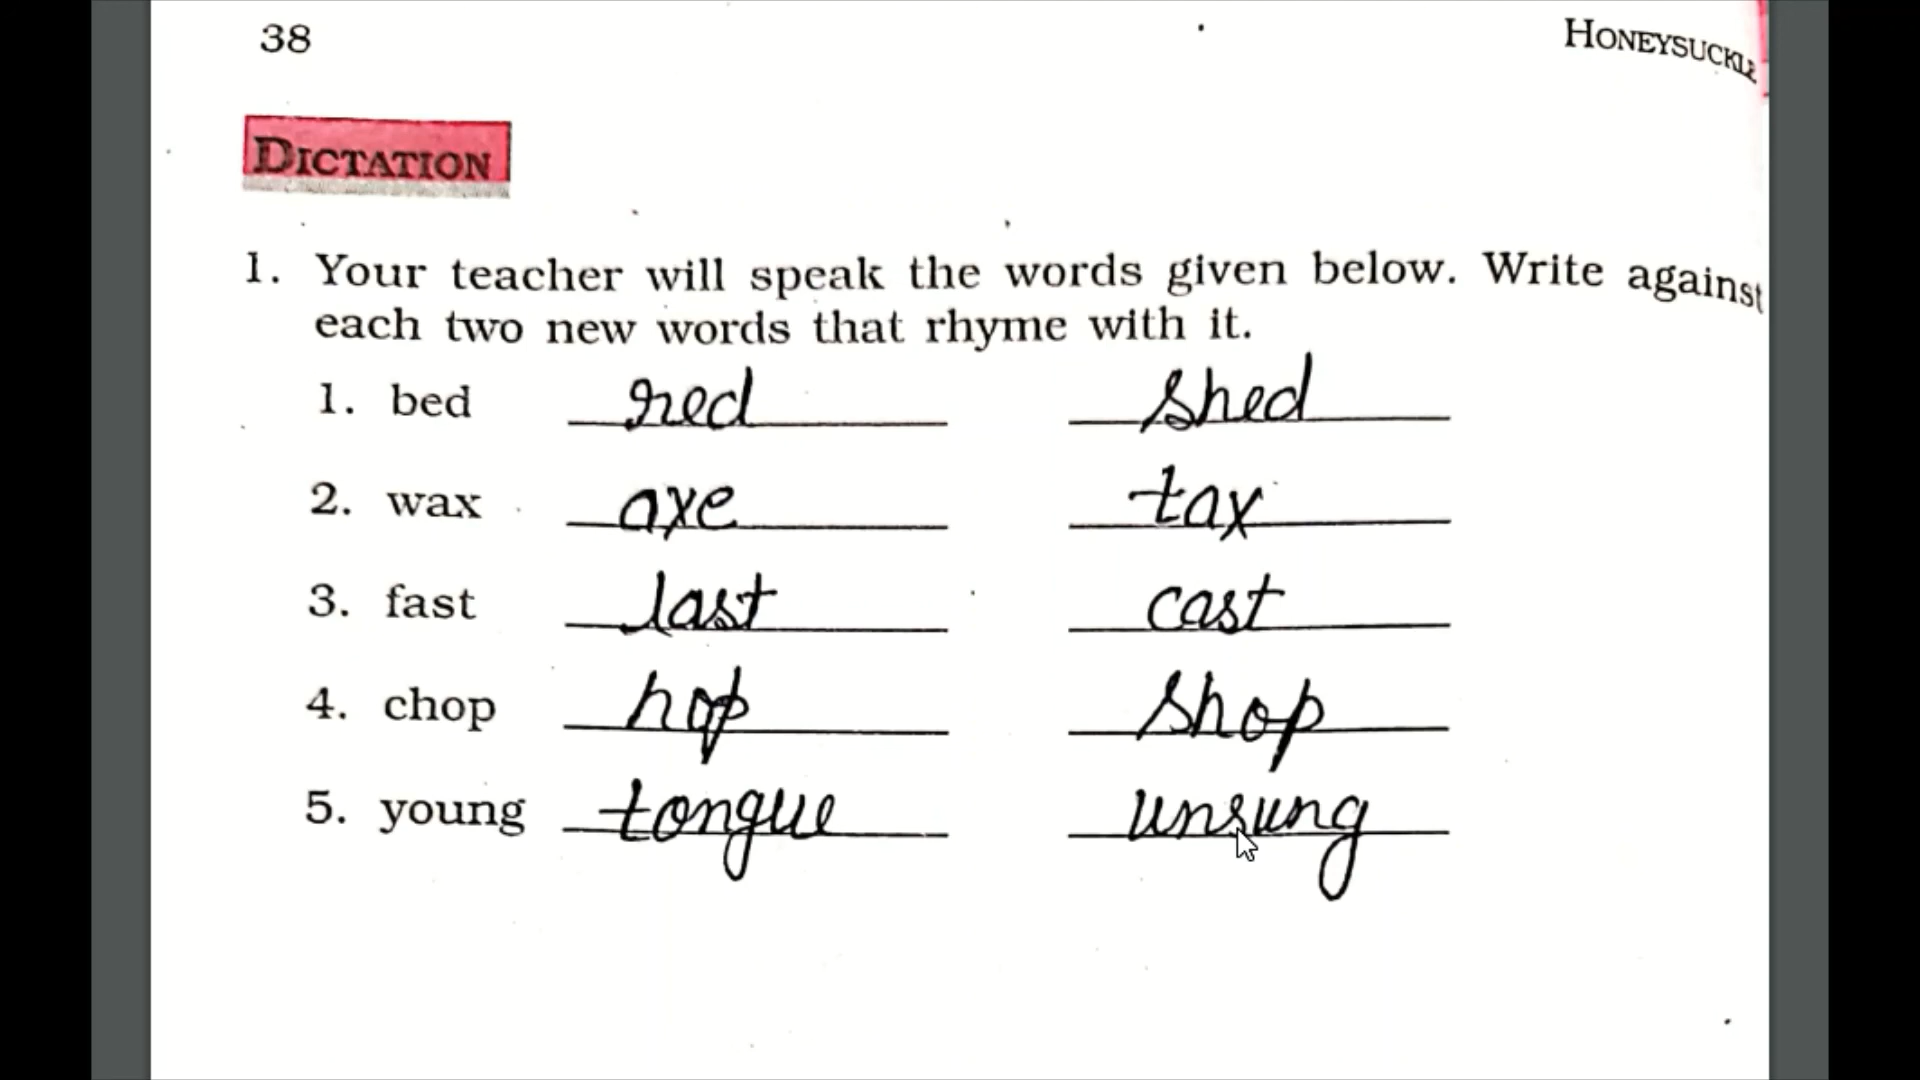 38 HONEYSUCKLE
DICTATION
1. Your teacher will speak the words given below. Write against
each two new words that rhyme with it.
1. bed red shed
2. wax axe tax
3. fast last cast
4. chop hop shop
5. young tongue unsung